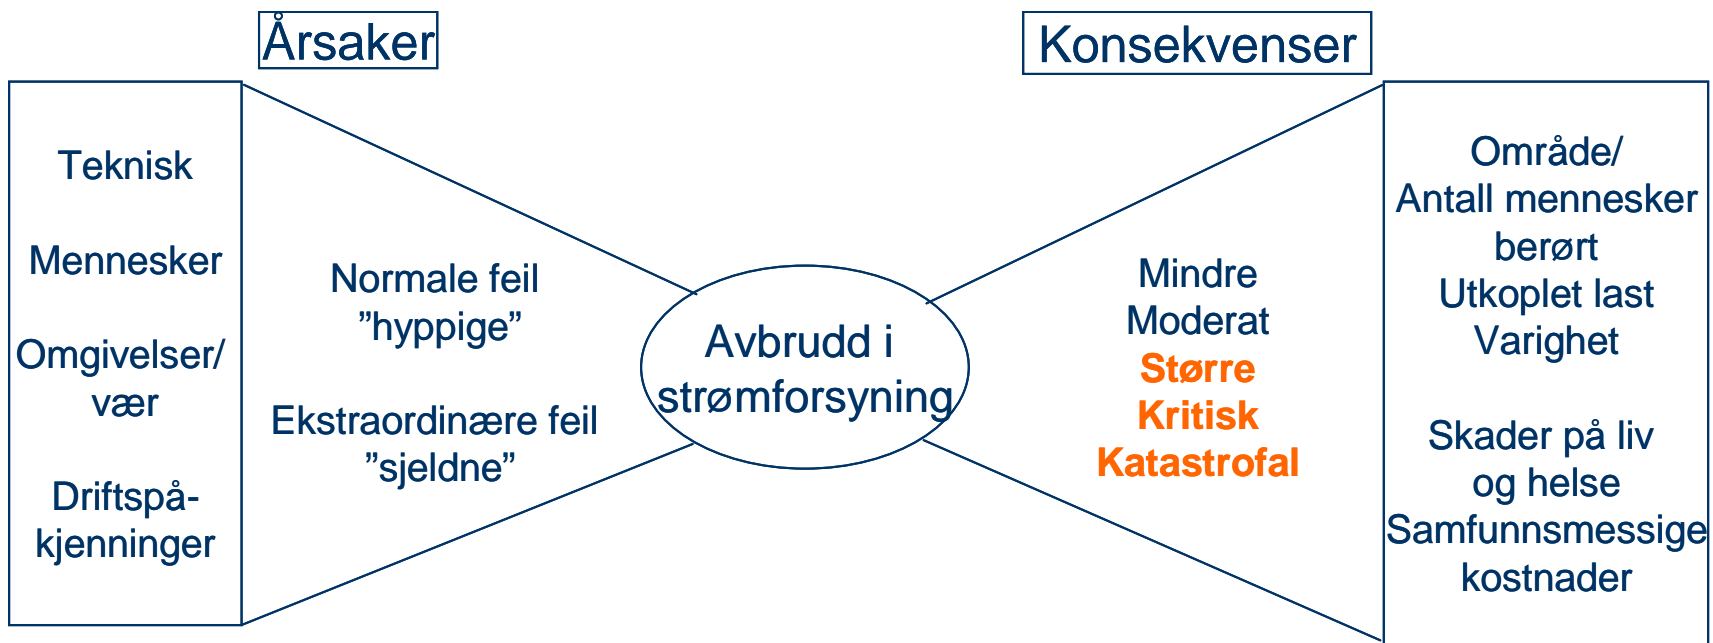 Årsaker
Konsekvenser
Teknisk
Mennesker
Omgivelser/
vær
Driftspå-
kjenninger
Normale feil
”hyppige”
Ekstraordinære feil
”sjeldne”
Avbrudd i
strømforsyning
Mindre
Moderat
Større
Kritisk
Katastrofal
Område/
Antall mennesker
berørt
Utkoplet last
Varighet
Skader på liv
og helse
Samfunnsmessige
kostnader